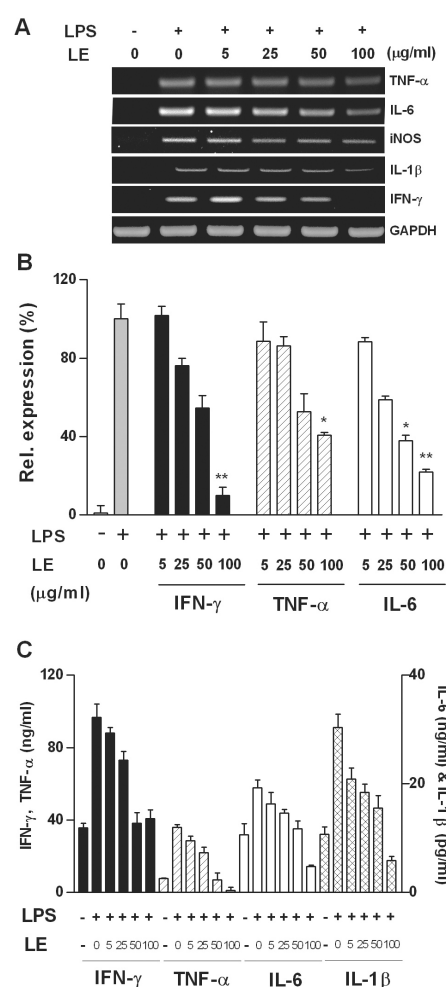 A
LPS - + + + + +
LE 0 0 5 25 50 100 (μg/ml)
TNF-α
IL-6
iNOS
IL-1β
IFN-γ
GAPDH
B
Rel. expression (%)
120
80
40
0
** * * **
LPS - + + + + + + + + + + + + +
LE 0 0 5 25 50 100 5 25 50 100 5 25 50 100
(μg/ml)
IFN-γ TNF-α IL-6
C
IFN-γ, TNF-α (ng/ml)
120
80
40
0
40
20
0
IL-6 (ng/ml) & IL-1β (pg/ml)
LPS - + + + + + - + + + + + - + + + + + - + + + + +
LE - 0 5 25 50 100 - 0 5 25 50 100 - 0 5 25 50 100 - 0 5 25 50 100
IFN-γ TNF-α IL-6 IL-1β